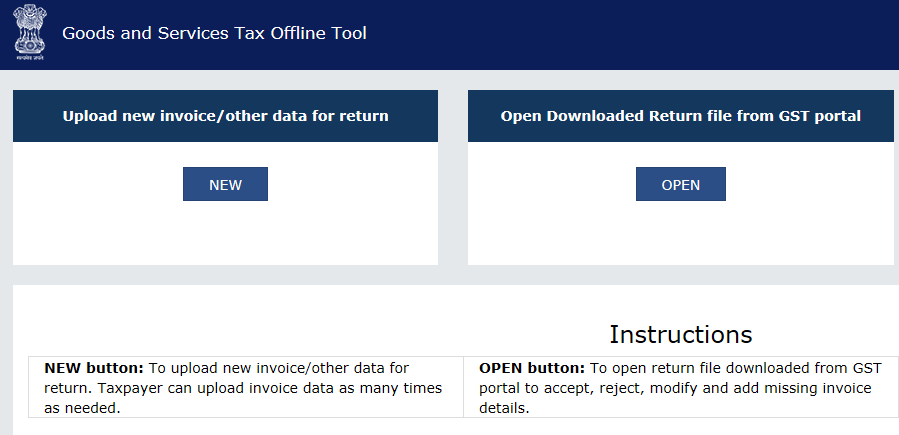 Goods and Services Tax Offline Tool
Upload new invoice/other data for return
Open Downloaded Return file from GST portal
NEW
OPEN
Instructions
NEW button: To upload new invoice/other data for
return. Taxpayer can upload invoice data as many times
as needed.
OPEN button: To open return file downloaded from GST
portal to accept, reject, modify and add missing invoice
details.